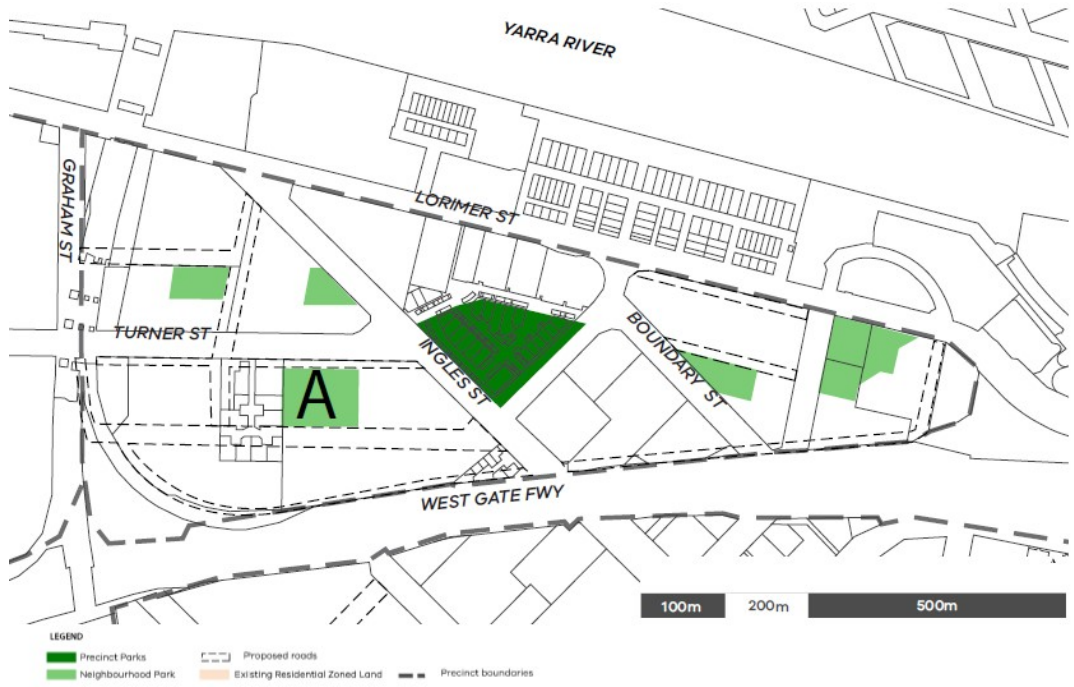 YARRA RIVER
GRAHAM ST
LORIMER ST
TURNER ST
BOUNDARY ST
INGLES ST
A
WEST GATE FWY
100m 200m 500m
LEGEND
Precinct Parks Proposed roads
Neighbourhood Park Existing Residential Zoned Land Precinct boundaries